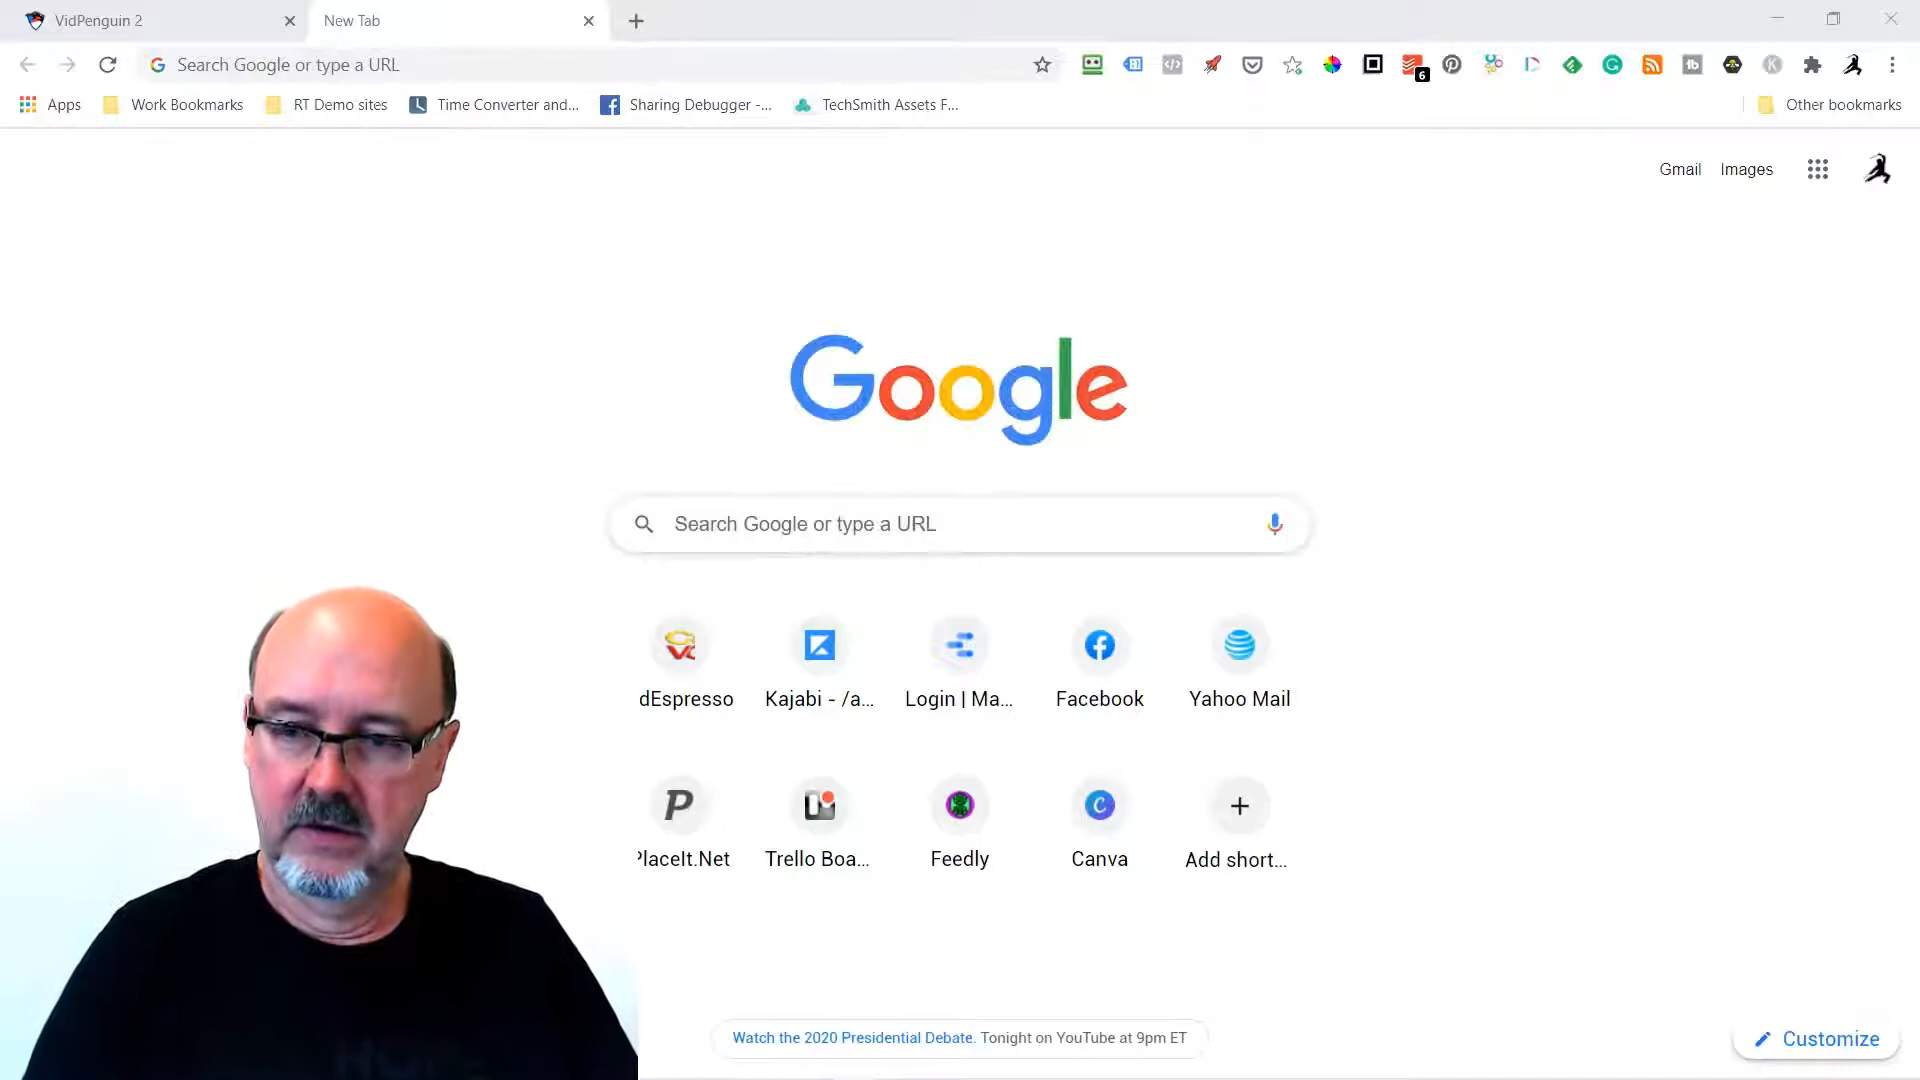 VidPenguin 2
New Tab
Search Google or type a URL
6
Apps
Work Bookmarks
RT Demo sites
Time Converter and...
Sharing Debugger -...
TechSmith Assets F...
Other bookmarks
Gmail
Images
Google
Search Google or type a URL
dEspresso
Kajabi - /a...
Login | Ma...
Facebook
Yahoo Mail
PlaceIt.Net
Trello Boa...
Feedly
Canva
Add short...
Watch the 2020 Presidential Debate. Tonight on YouTube at 9pm ET
Customize